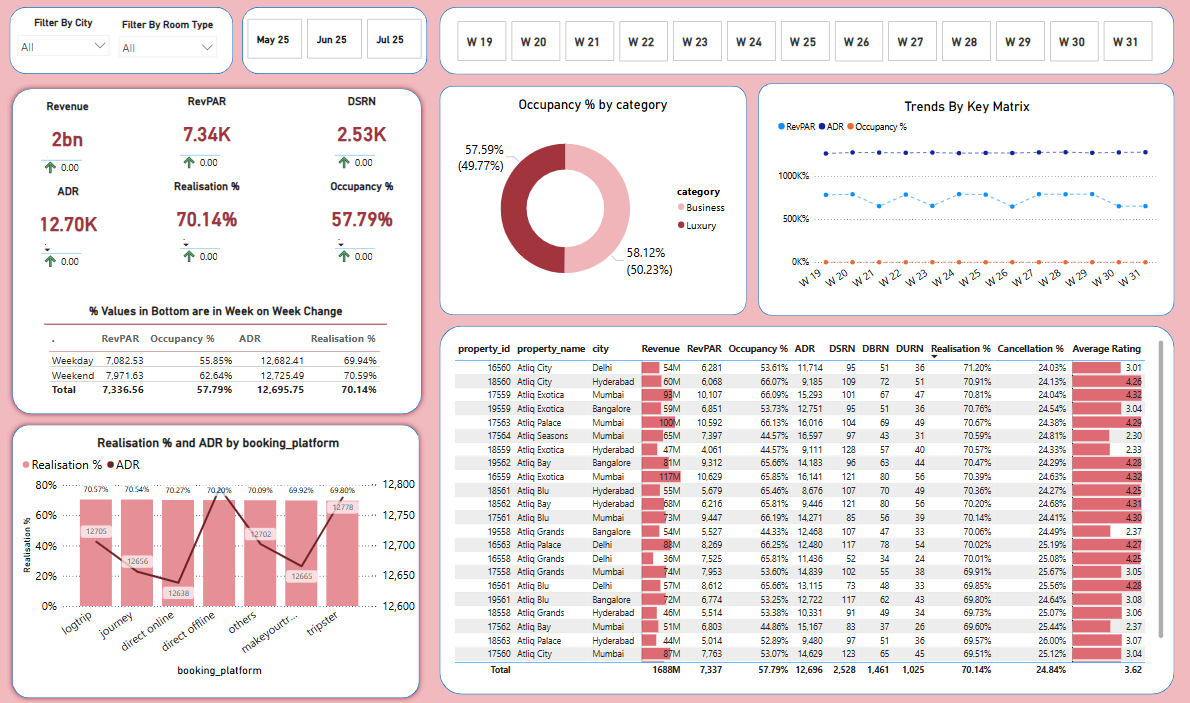 Filter By City
All
Filter By Room Type
All
May 25 Jun 25 Jul 25
W 19 W 20 W 21 W 22 W 23 W 24 W 25 W 26 W 27 W 28 W 29 W 30 W 31
Revenue RevPAR DSRN
2bn 7.34K 2.53K
0.00 0.00 0.00
ADR Realisation % Occupancy %
12.70K 70.14% 57.79%
0.00 0.00 0.00
% Values in Bottom are in Week on Week Change
. RevPAR Occupancy % ADR Realisation %
Weekday 7,082.53 55.85% 12,682.41 69.94%
Weekend 7,971.63 62.64% 12,725.49 70.59%
Total 7,336.56 57.79% 12,695.75 70.14%
Realisation % and ADR by booking_platform
Realisation % ADR
80% 70.57% 70.54% 70.27% 70.20% 70.09% 69.92% 69.80% 12,800
60% 12,750
40% 12,700
20% 12,650
0% 12,600
12705 12656 12638 12702 12665 12778
Realisation %
logtrip journey direct online direct offline others makeyourtr... tripster
booking_platform
Occupancy % by category
57.59%
(49.77%)
58.12%
(50.23%)
category
Business
Luxury
Trends By Key Matrix
RevPAR ADR Occupancy %
1000K%
500K%
0K%
W 19 W 20 W 21 W 22 W 23 W 24 W 25 W 26 W 27 W 28 W 29 W 30 W 31
property_id property_name city Revenue RevPAR Occupancy % ADR DSRN DBRN DURN Realisation % Cancellation % Average Rating
16560 Atliq City Delhi 54M 6,281 53.61% 11,714 95 51 36 71.20% 24.03% 3.01
18560 Atliq City Hyderabad 60M 6,068 66.07% 9,185 109 72 51 70.91% 24.13% 4.26
17559 Atliq Exotica Mumbai 93M 10,107 66.09% 15,293 101 67 47 70.81% 24.04% 4.32
19559 Atliq Exotica Bangalore 59M 6,851 53.73% 12,751 95 51 36 70.76% 24.54% 3.04
17563 Atliq Palace Mumbai 100M 10,592 66.13% 16,016 104 69 49 70.67% 24.38% 4.29
17564 Atliq Seasons Mumbai 65M 7,397 44.57% 16,597 97 43 31 70.59% 24.81% 2.30
18559 Atliq Exotica Hyderabad 47M 4,061 44.57% 9,111 128 57 40 70.57% 24.33% 2.33
19562 Atliq Bay Bangalore 81M 9,312 65.66% 14,183 96 63 44 70.47% 24.29% 4.28
16559 Atliq Exotica Mumbai 117M 10,629 65.85% 16,141 121 80 56 70.39% 24.63% 4.32
18561 Atliq Blu Hyderabad 55M 5,679 65.46% 8,676 107 70 49 70.36% 24.27% 4.25
18562 Atliq Bay Hyderabad 68M 6,216 65.81% 9,446 121 80 56 70.20% 24.68% 4.31
17561 Atliq Blu Mumbai 73M 9,447 66.19% 14,271 85 56 39 70.14% 24.41% 4.30
19558 Atliq Grands Bangalore 54M 5,527 44.33% 12,468 107 47 33 70.06% 24.49% 2.37
16563 Atliq Palace Delhi 88M 8,269 66.25% 12,480 117 78 54 70.02% 25.19% 4.27
16558 Atliq Grands Delhi 36M 7,525 65.81% 11,436 52 34 24 70.01% 25.08% 4.25
17558 Atliq Grands Mumbai 74M 7,953 53.60% 14,839 102 55 38 69.91% 25.67% 3.05
16561 Atliq Blu Delhi 57M 8,612 65.66% 13,115 73 48 33 69.85% 25.56% 4.28
19561 Atliq Blu Bangalore 72M 6,774 53.25% 12,722 117 62 43 69.80% 24.64% 3.08
18558 Atliq Grands Hyderabad 46M 5,514 53.38% 10,331 91 49 34 69.73% 25.07% 3.06
17562 Atliq Bay Mumbai 51M 6,803 44.86% 15,167 83 37 26 69.60% 25.44% 2.37
18563 Atliq Palace Hyderabad 44M 5,014 52.89% 9,480 97 51 36 69.57% 26.00% 3.07
17560 Atliq City Mumbai 87M 7,763 53.07% 14,629 123 65 45 69.51% 25.12% 3.04
Total 1688M 7,337 57.79% 12,696 2,528 1,461 1,025 70.14% 24.84% 3.62